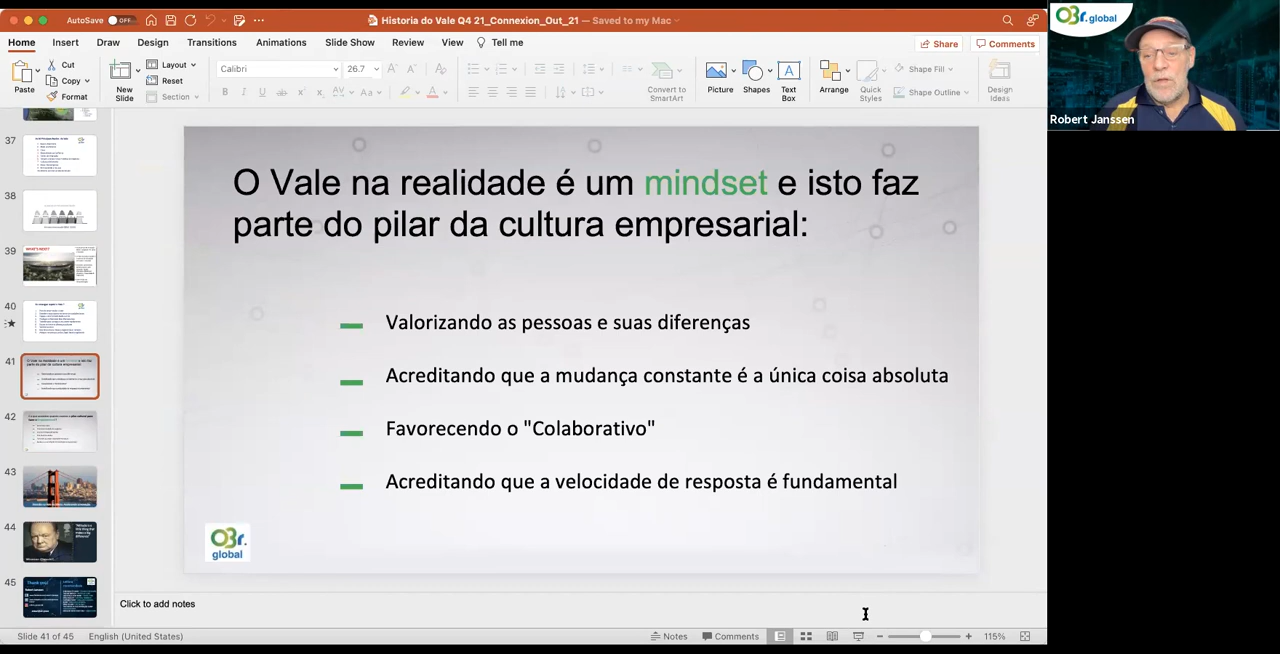 AutoSave OFF
Historia do Vale Q4 21_Connexion_Out_21 — Saved to my Mac
Home Insert Draw Design Transitions Animations Slide Show Review View Tell me
Share Comments
Paste
Cut
Copy
Format
New Slide
Layout
Reset
Section
Calibri 26.7
Convert to SmartArt
Picture
Shapes
Text Box
Arrange
Quick Styles
Shape Fill
Shape Outline
Design Ideas
37
38
39
WHAT'S NEXT?
40
41
42
43
44
45
Thank you!
O Vale na realidade é um mindset e isto faz
parte do pilar da cultura empresarial:
Valorizando as pessoas e suas diferenças
Acreditando que a mudança constante é a única coisa absoluta
Favorecendo o "Colaborativo"
Acreditando que a velocidade de resposta é fundamental
O3r.
global
Click to add notes
Slide 41 of 45 English (United States)
Notes Comments 115%
O3r.global
Robert Janssen